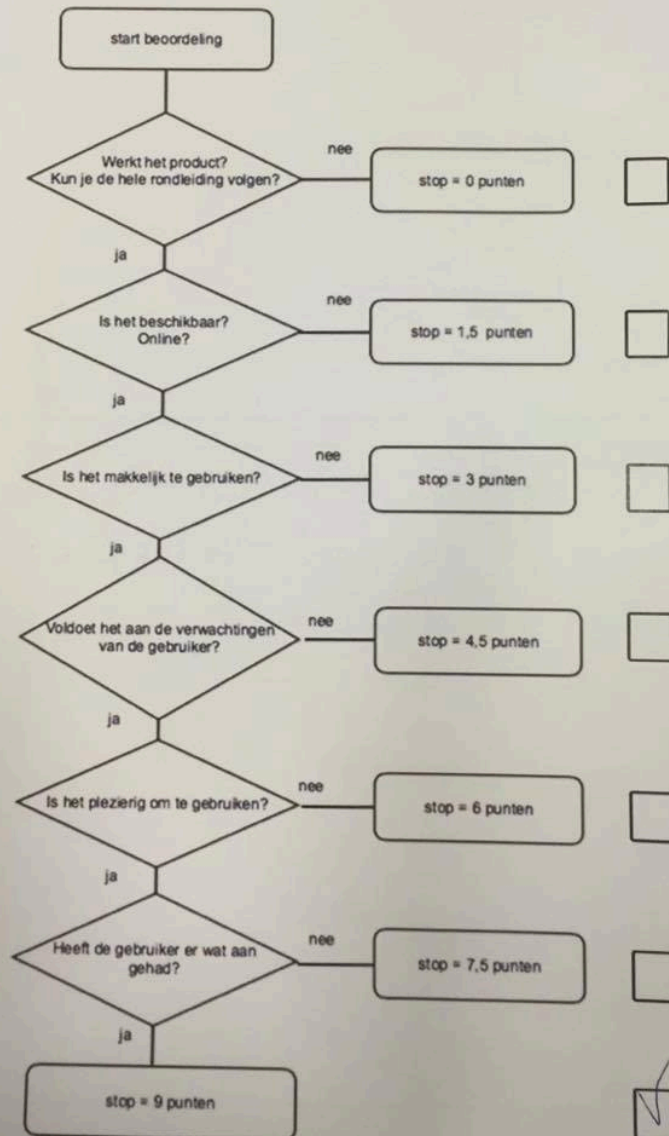 start beoordeling
Werkt het product?
Kun je de hele rondleiding volgen?
nee
stop = 0 punten
ja
Is het beschikbaar?
Online?
nee
stop = 1,5 punten
ja
Is het makkelijk te gebruiken?
nee
stop = 3 punten
ja
Voldoet het aan de verwachtingen
van de gebruiker?
nee
stop = 4,5 punten
ja
Is het plezierig om te gebruiken?
nee
stop = 6 punten
ja
Heeft de gebruiker er wat aan
gehad?
nee
stop = 7,5 punten
ja
stop = 9 punten